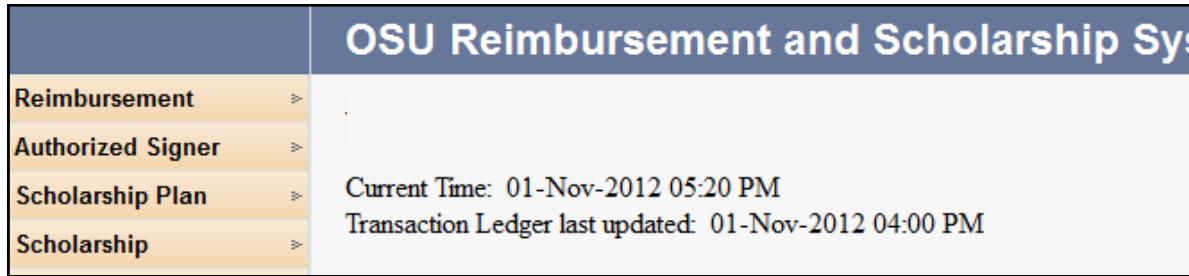 OSU Reimbursement and Scholarship Sys
Reimbursement
Authorized Signer
Scholarship Plan
Scholarship
Current Time: 01-Nov-2012 05:20 PM
Transaction Ledger last updated: 01-Nov-2012 04:00 PM